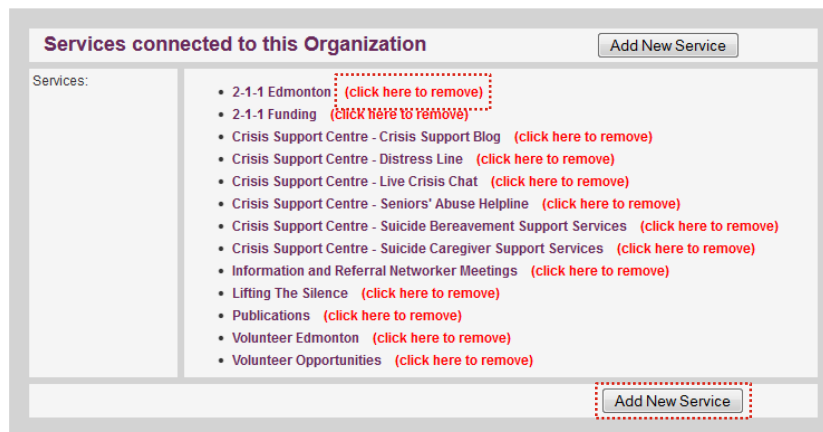 Services connected to this Organization Add New Service
Services:
2-1-1 Edmonton (click here to remove)
2-1-1 Funding (click here to remove)
Crisis Support Centre - Crisis Support Blog (click here to remove)
Crisis Support Centre - Distress Line (click here to remove)
Crisis Support Centre - Live Crisis Chat (click here to remove)
Crisis Support Centre - Seniors' Abuse Helpline (click here to remove)
Crisis Support Centre - Suicide Bereavement Support Services (click here to remove)
Crisis Support Centre - Suicide Caregiver Support Services (click here to remove)
Information and Referral Networker Meetings (click here to remove)
Lifting The Silence (click here to remove)
Publications (click here to remove)
Volunteer Edmonton (click here to remove)
Volunteer Opportunities (click here to remove)
Add New Service